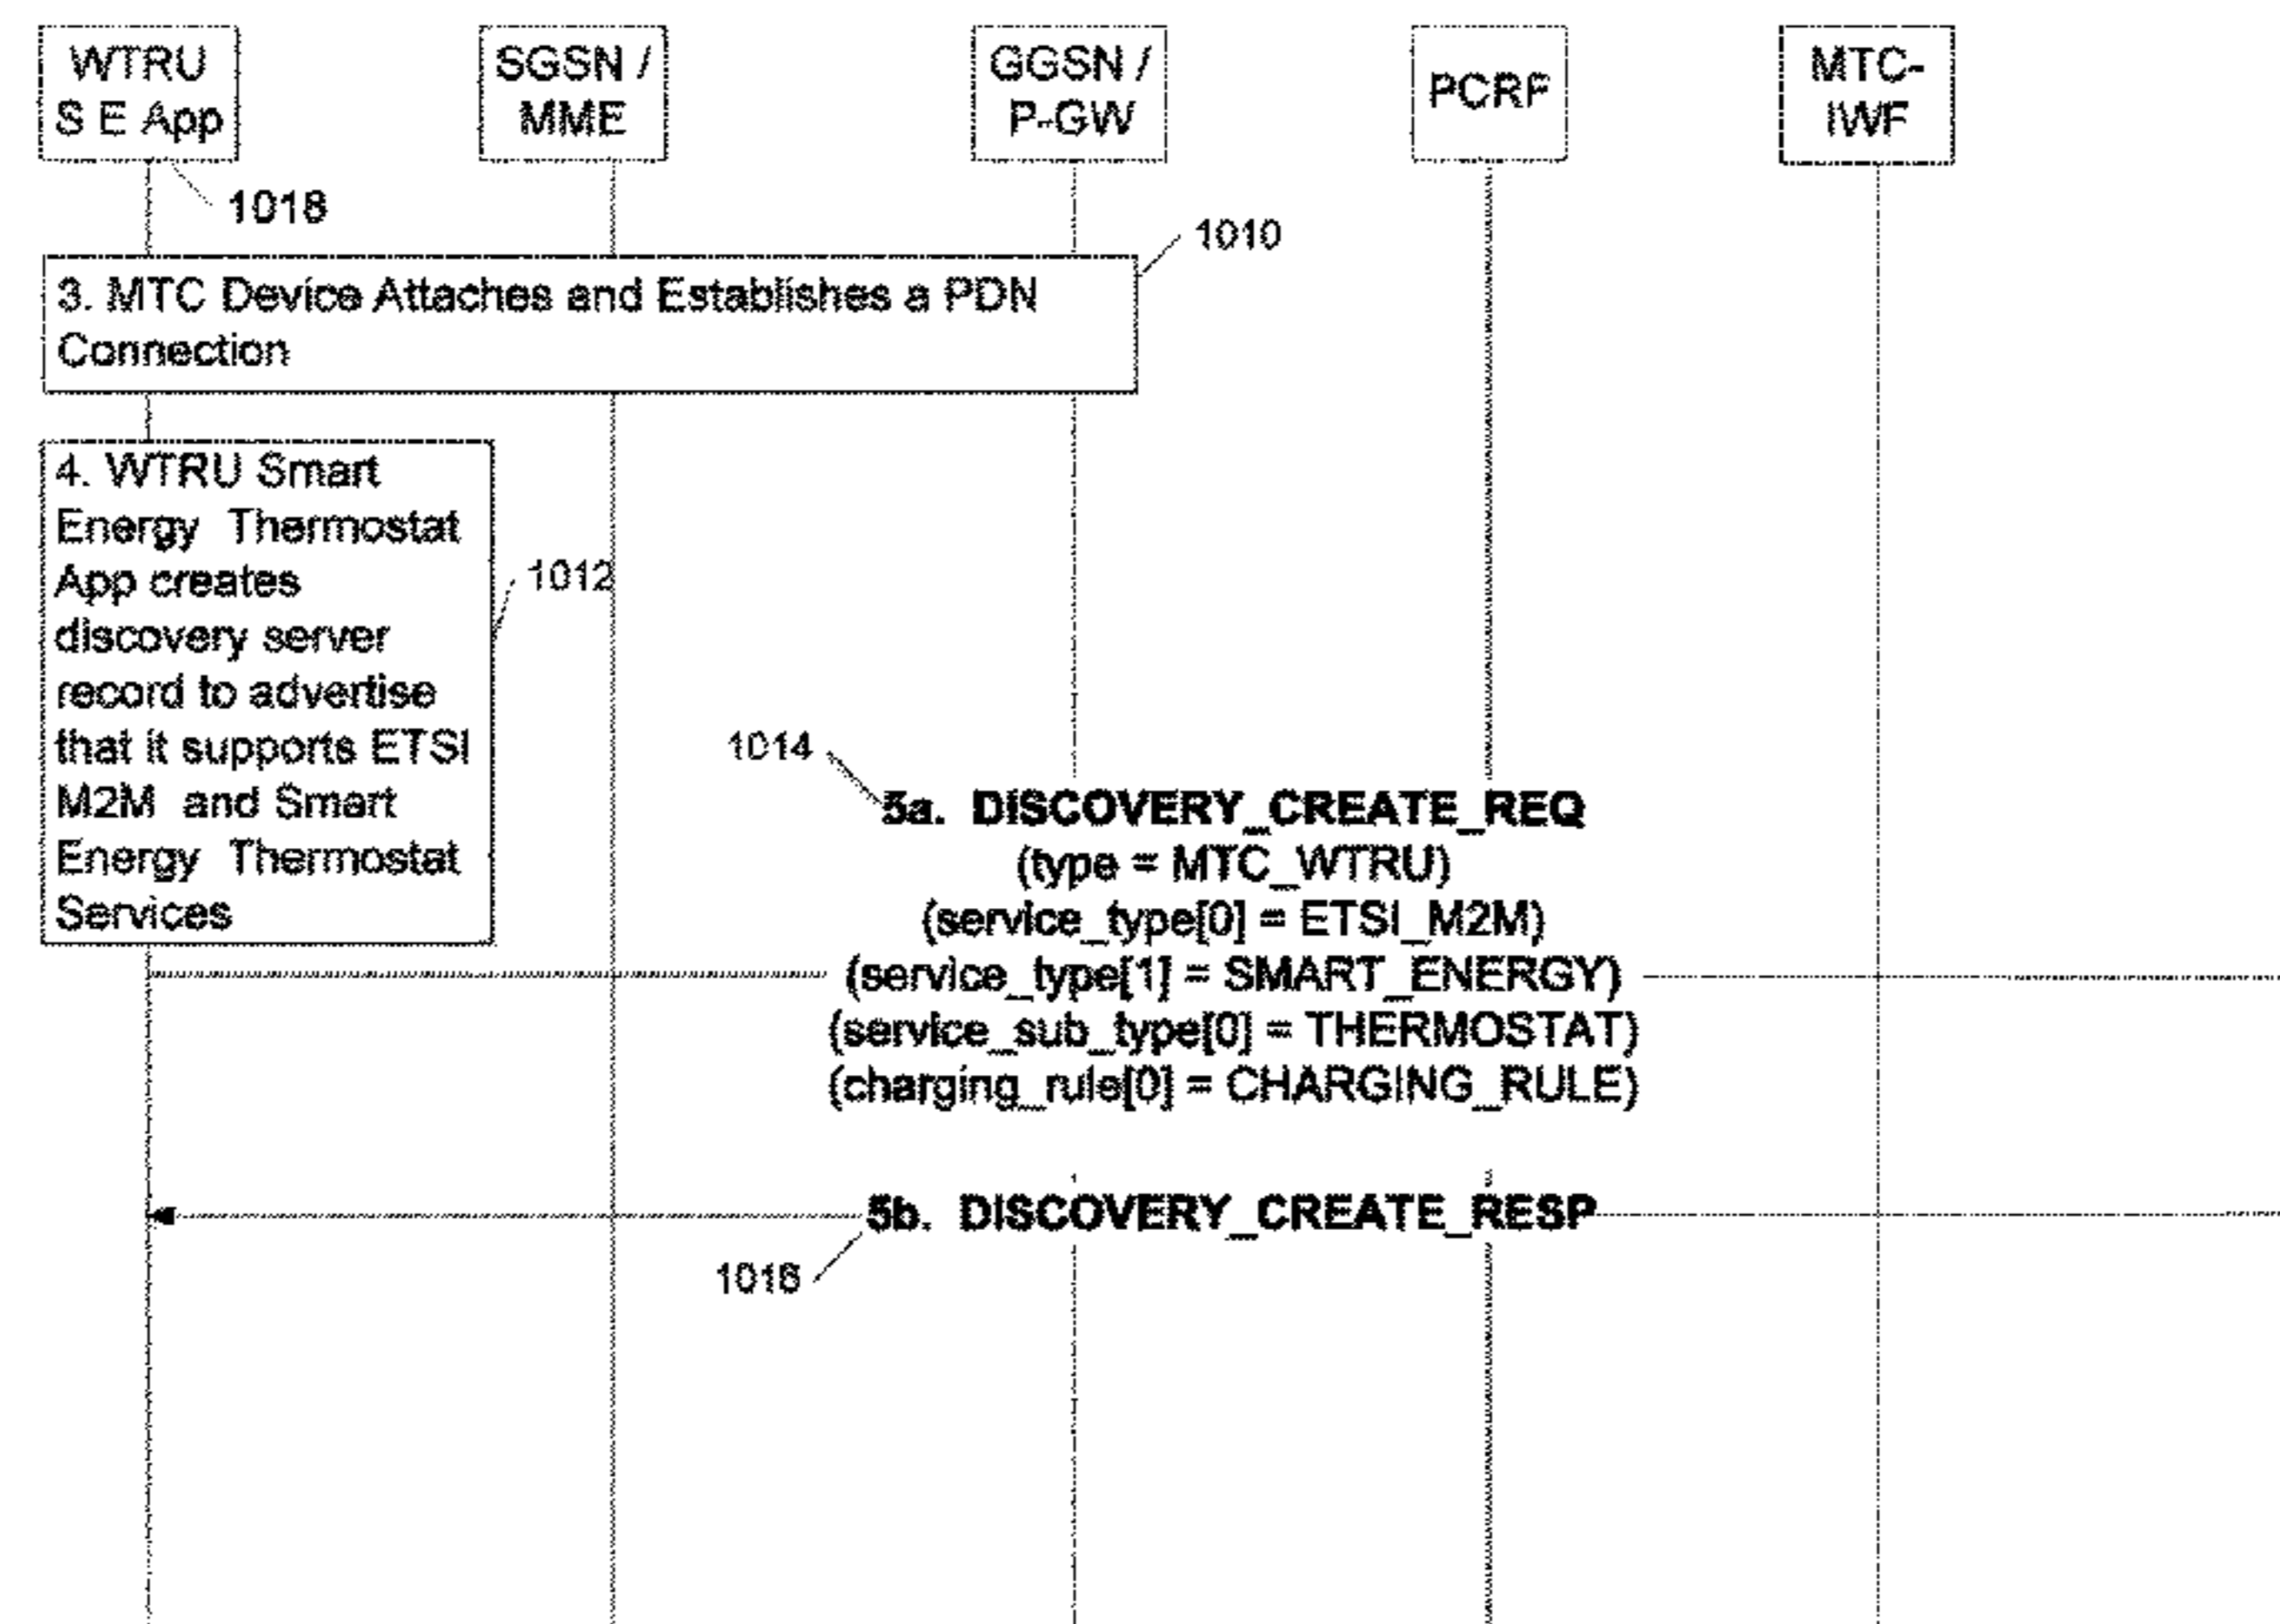 WTRU
S E App
SGSN /
MME
GGSN /
P-GW
PCRF
MTC-
IWF
1018
1010
3. MTC Device Attaches and Establishes a PDN
Connection
4. WTRU Smart
Energy Thermostat
App creates
discovery server
record to advertise
that it supports ETSI
M2M and Smart
Energy Thermostat
Services
1012
1014
5a. DISCOVERY_CREATE_REQ
(type = MTC_WTRU)
(service_type[0] = ETSI_M2M)
(service_type[1] = SMART_ENERGY)
(service_sub_type[0] = THERMOSTAT)
(charging_rule[0] = CHARGING_RULE)
5b. DISCOVERY_CREATE_RESP
1016